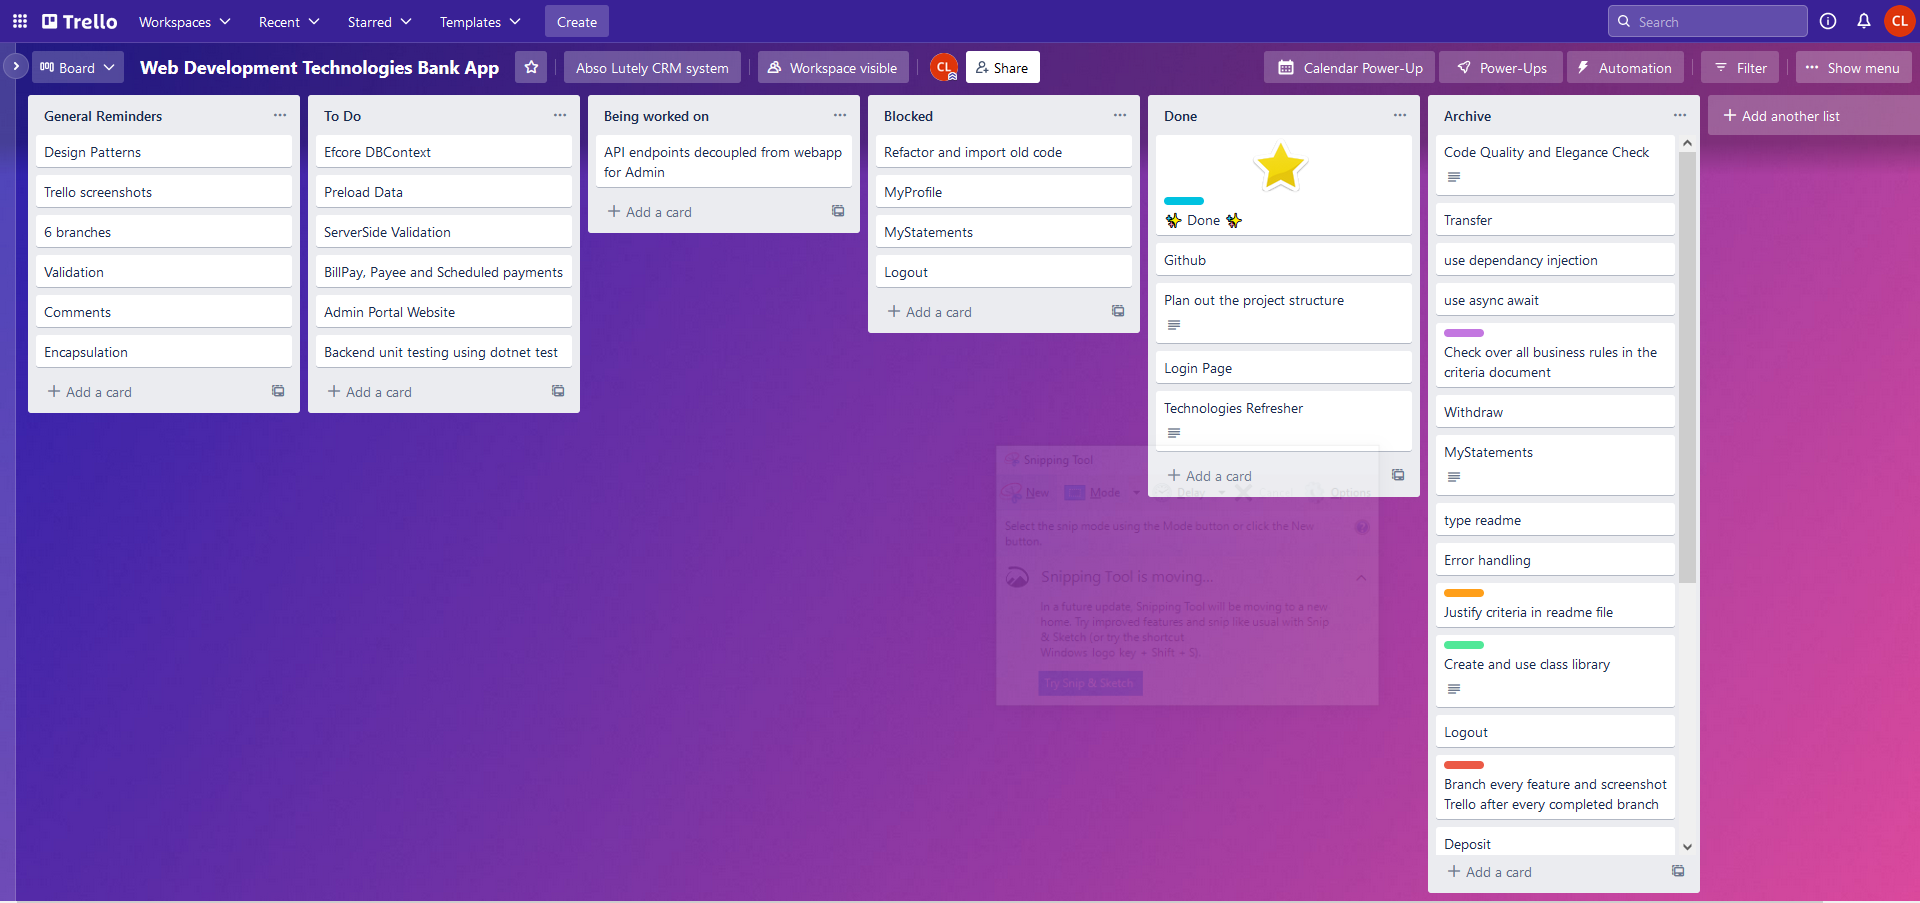 Trello
Workspaces
Recent
Starred
Templates
Create
Search
CL
Board
Web Development Technologies Bank App
Abso Lutely CRM system
Workspace visible
CL
Share
Calendar Power-Up
Power-Ups
Automation
Filter
Show menu
General Reminders
Design Patterns
Trello screenshots
6 branches
Validation
Comments
Encapsulation
Add a card
To Do
Efcore DBContext
Preload Data
ServerSide Validation
BillPay, Payee and Scheduled payments
Admin Portal Website
Backend unit testing using dotnet test
Add a card
Being worked on
API endpoints decoupled from webapp
for Admin
Add a card
Blocked
Refactor and import old code
MyProfile
MyStatements
Logout
Add a card
Done
✨ Done ✨
Github
Plan out the project structure
Login Page
Technologies Refresher
Add a card
Archive
Code Quality and Elegance Check
Transfer
use dependancy injection
use async await
Check over all business rules in the
criteria document
Withdraw
MyStatements
type readme
Error handling
Justify criteria in readme file
Create and use class library
Logout
Branch every feature and screenshot
Trello after every completed branch
Deposit
Add a card
Add another list
Snipping Tool
New
Mode
Delay
Options
Select the snip mode using the Mode button or click the New
button.
Snipping Tool is moving...
In a future update, Snipping Tool will be moving to a new
home. Try improved features and snip like usual with Snip
& Sketch (or try the shortcut
Windows logo key + Shift + S).
Try Snip & Sketch